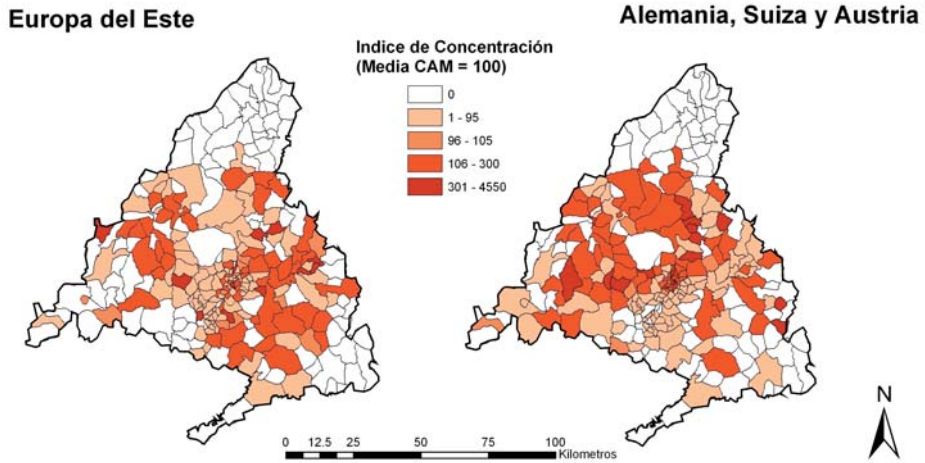 Europa del Este
Alemania, Suiza y Austria
Indice de Concentración
(Media CAM = 100)
0
1 - 95
96 - 105
106 - 300
301 - 4550
N
0 12.5 25 50 75 100
Kilometros